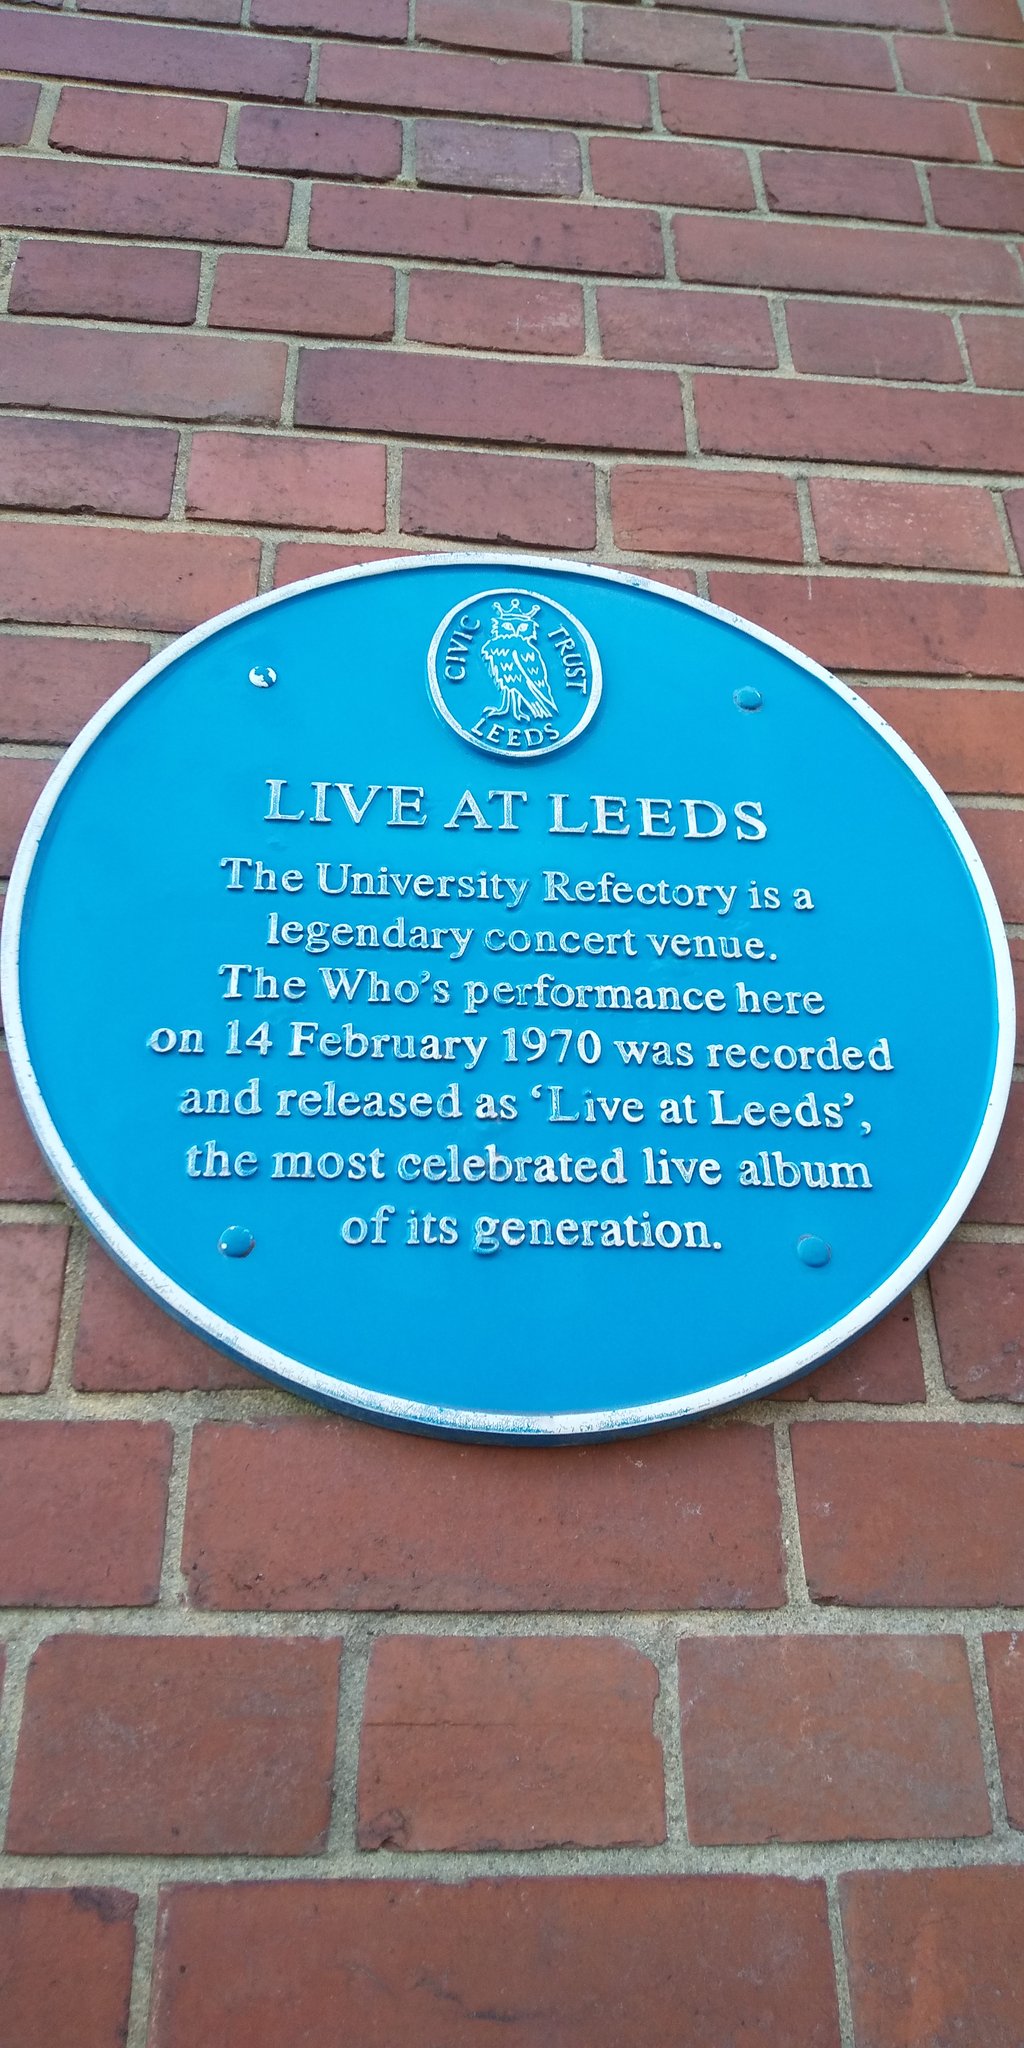 CIVIC TRUST
LEEDS
LIVE AT LEEDS
The University Refectory is a
legendary concert venue.
The Who's performance here
on 14 February 1970 was recorded
and released as ‘Live at Leeds’,
the most celebrated live album
of its generation.